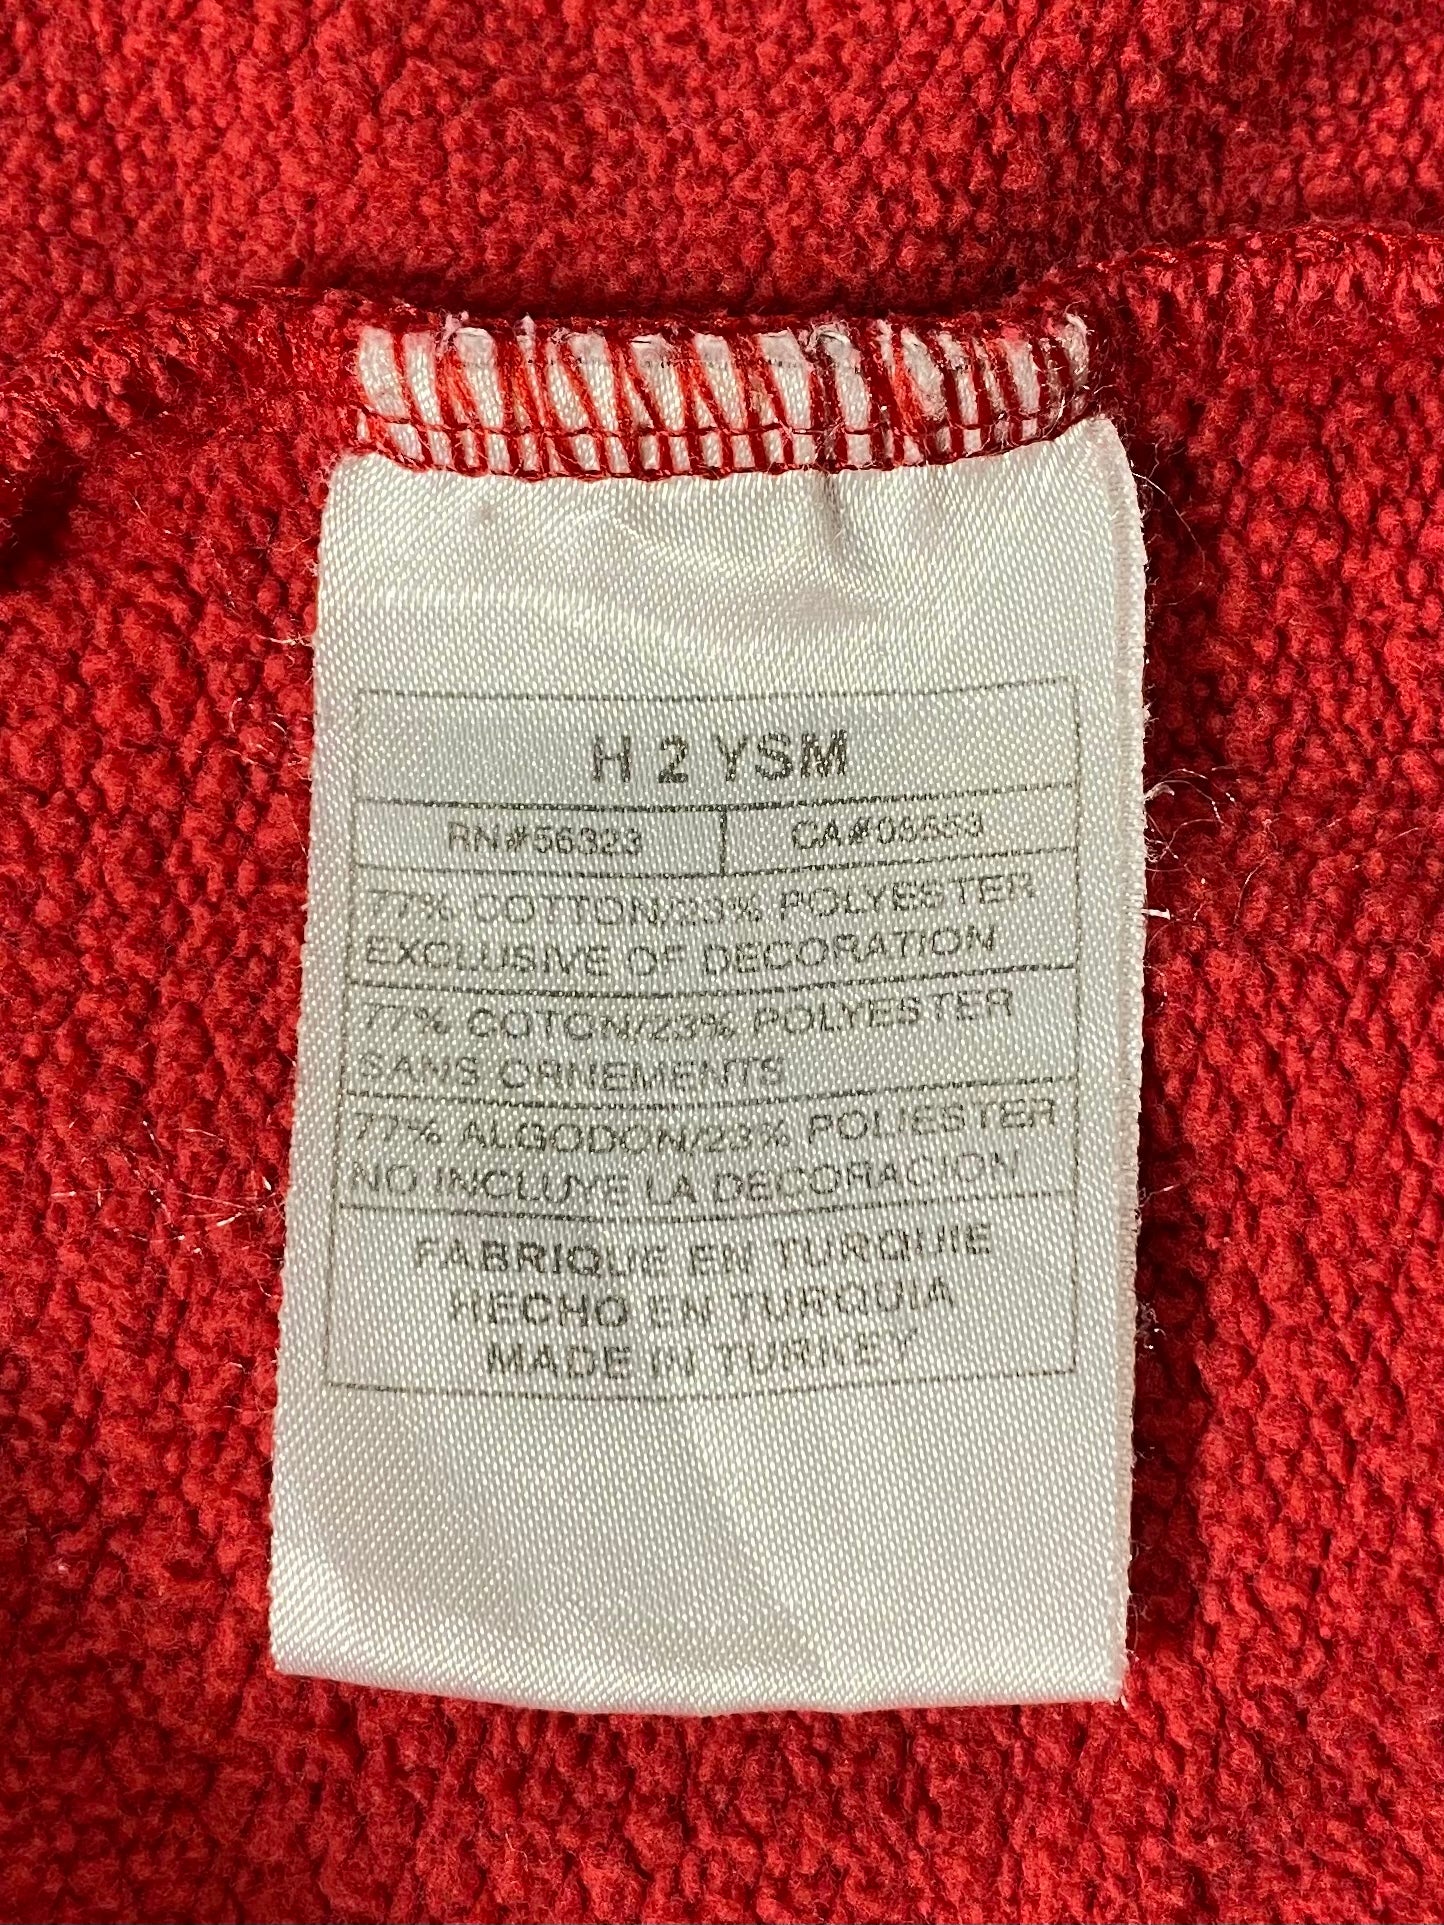 H 2 YSM
RN#56323 CA#05553
77% COTTON/23% POLYESTER
EXCLUSIVE OF DECORATION
77% COTON/23% POLYESTER
SANS ORNEMENTS
77% ALGODON/23% POLIESTER
NO INCLUYE LA DECORACION
FABRIQUE EN TURQUIE
HECHO EN TURQUIA
MADE IN TURKEY